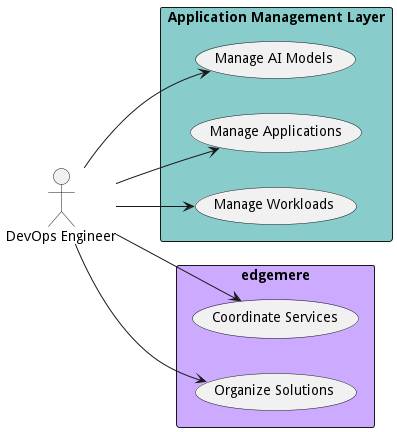 Application Management Layer
Manage AI Models
Manage Applications
Manage Workloads
DevOps Engineer
edgemere
Coordinate Services
Organize Solutions